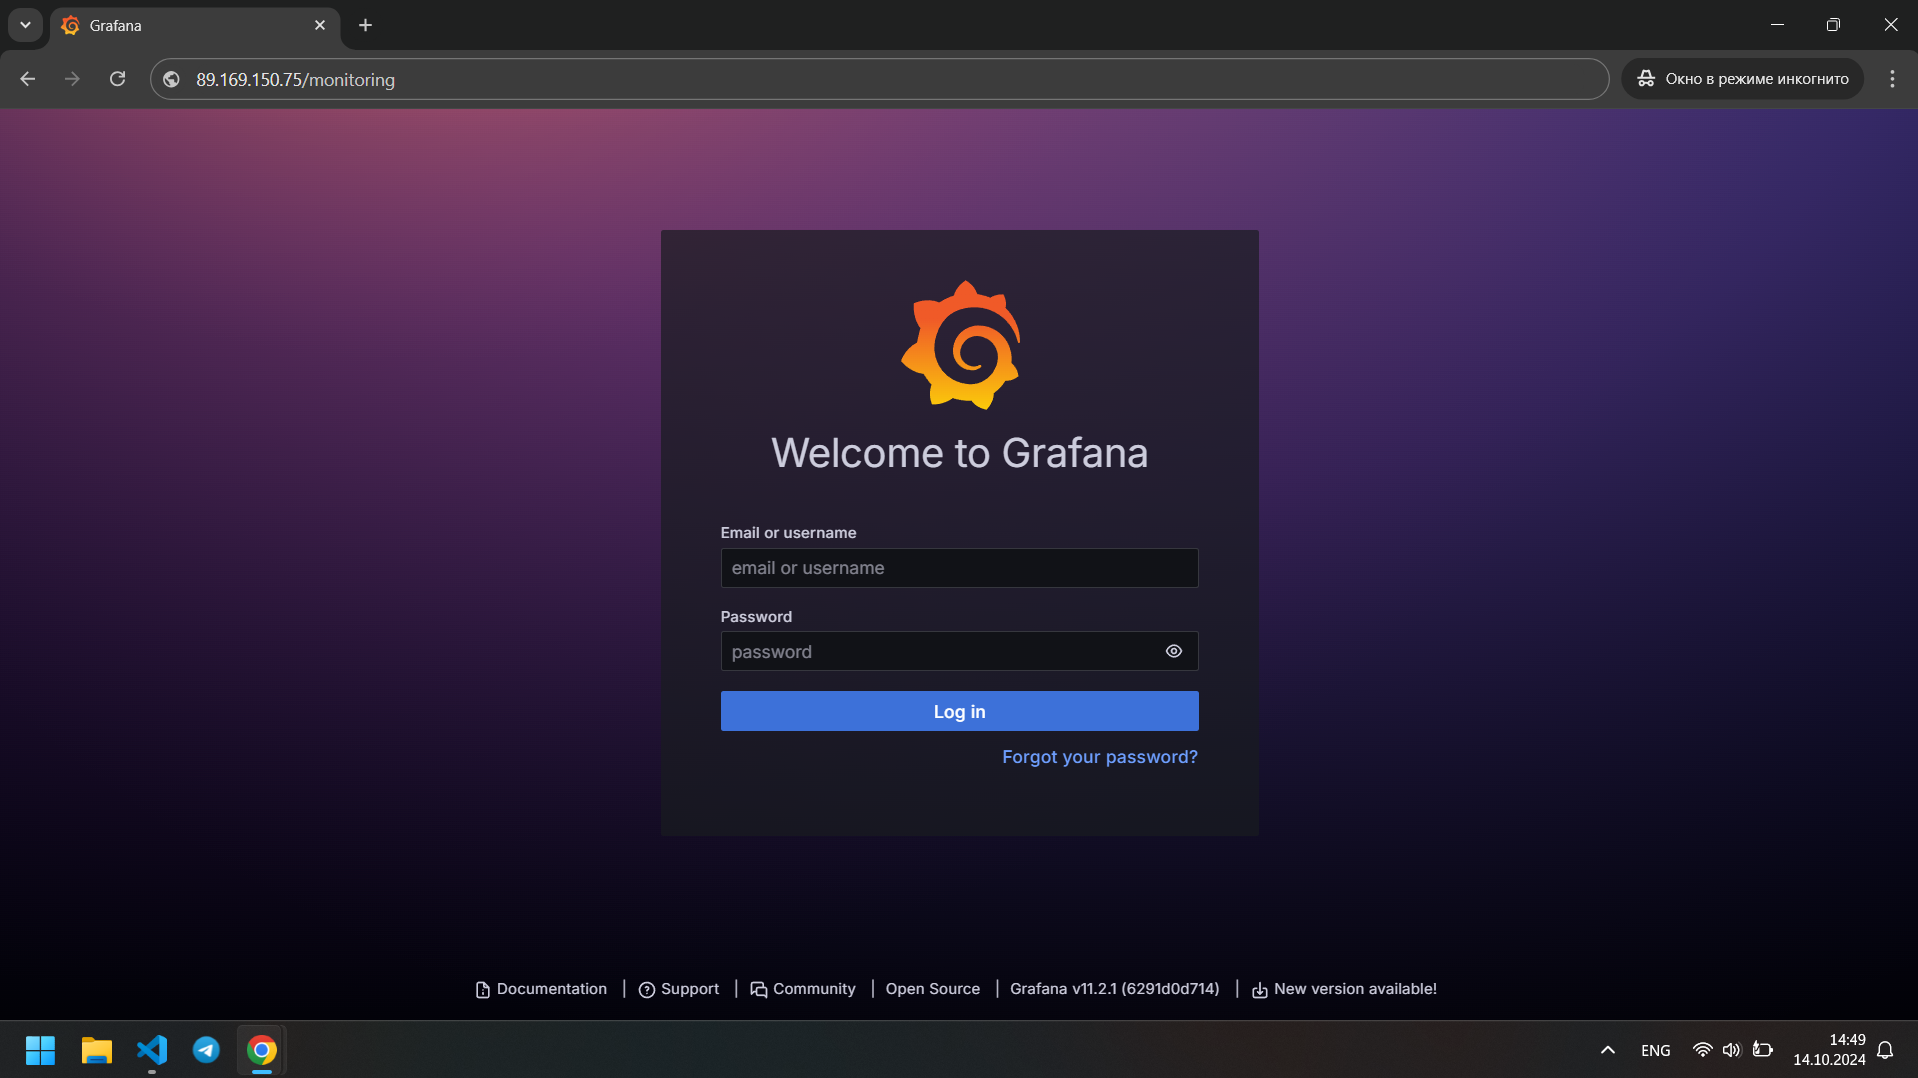 Grafana
89.169.150.75/monitoring
Окно в режиме инкогнито
Welcome to Grafana
Email or username
email or username
Password
password
Log in
Forgot your password?
Documentation | Support | Community | Open Source | Grafana v11.2.1 (6291d0d714) | New version available!
ENG
14:49
14.10.2024